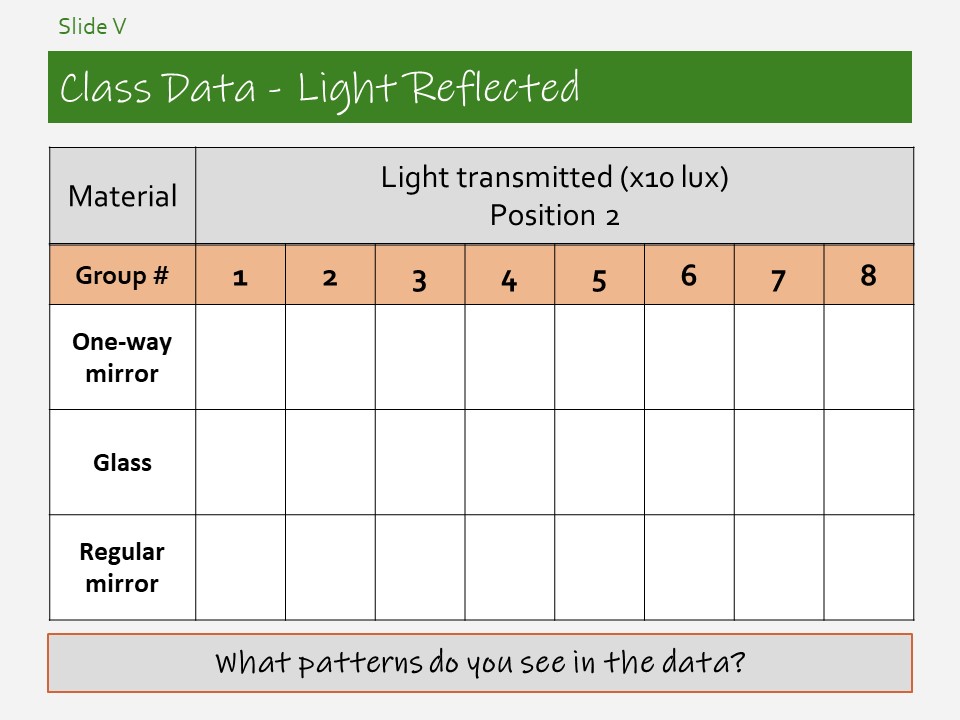 Slide V
Class Data - Light Reflected
Material
Light transmitted (x10 lux)
Position 2
Group # 1 2 3 4 5 6 7 8
One-way
mirror
Glass
Regular
mirror
What patterns do you see in the data?